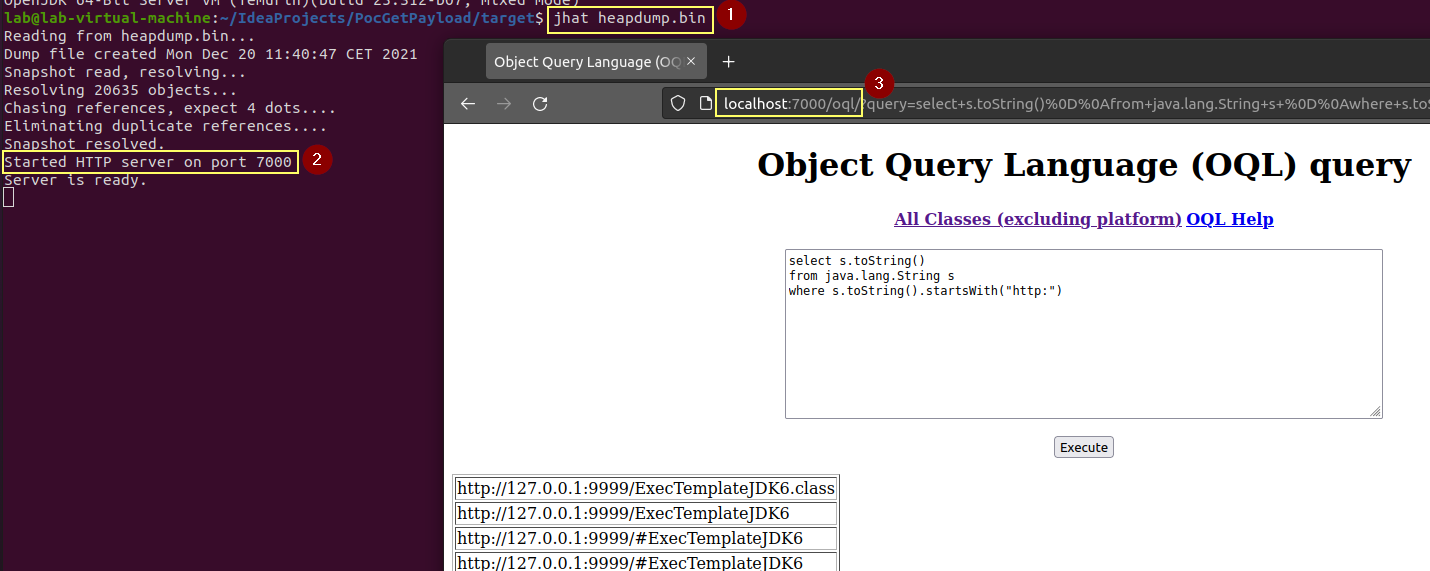 OpenJDK 64-Bit Server VM (Temurin)(build 25.312-b07, mixed mode)
lab@lab-virtual-machine:~/IdeaProjects/PocGetPayload/target$ jhat heapdump.bin
1
Reading from heapdump.bin...
Dump file created Mon Dec 20 11:40:47 CET 2021
Snapshot read, resolving...
Resolving 20635 objects...
Chasing references, expect 4 dots....
Eliminating duplicate references....
Snapshot resolved.
Started HTTP server on port 7000
2
Server is ready.
Object Query Language (OQ
3
localhost:7000/oql/?query=select+s.toString()%0D%0Afrom+java.lang.String+s+%0D%0Awhere+s.toS
Object Query Language (OQL) query
All Classes (excluding platform) OQL Help
select s.toString()
from java.lang.String s
where s.toString().startsWith("http:")
Execute
http://127.0.0.1:9999/ExecTemplateJDK6.class
http://127.0.0.1:9999/ExecTemplateJDK6
http://127.0.0.1:9999/#ExecTemplateJDK6
http://127.0.0.1:9999/#ExecTemplateJDK6